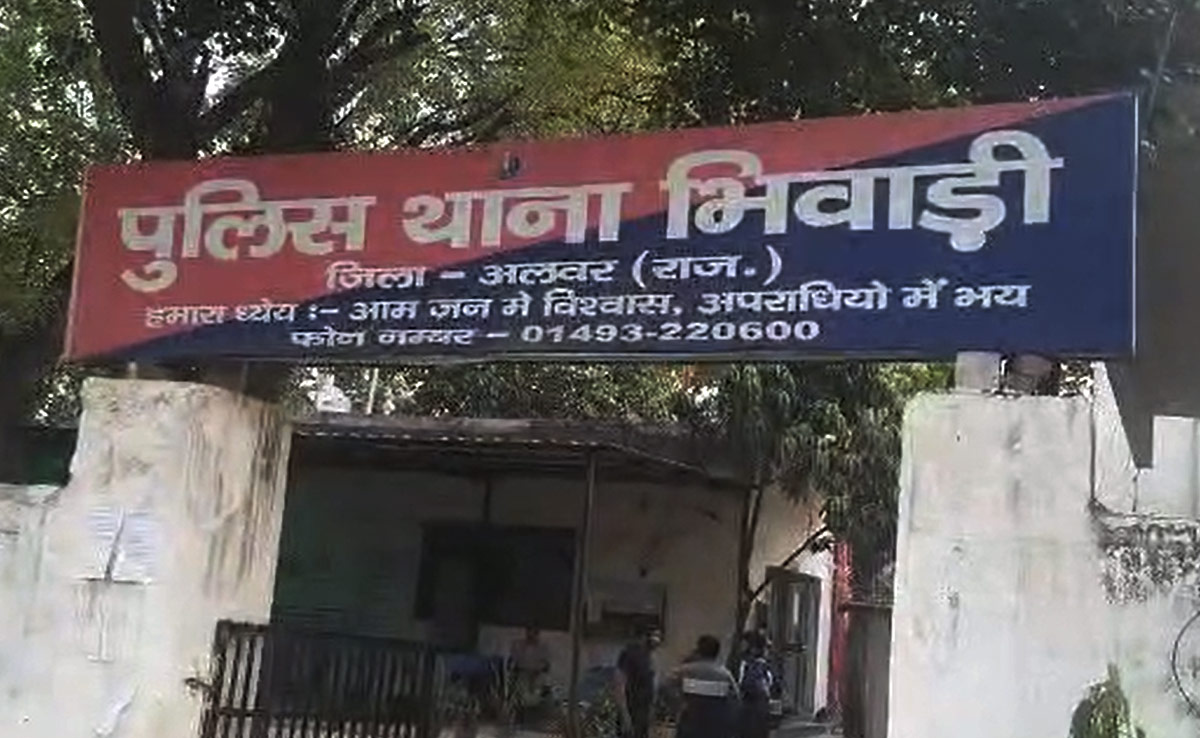 पुलिस थाना भिवाड़ी
जिला - अलवर (राज.)
हमारा ध्येय :- आम जन मे विश्वास, अपराधियो में भय
फोन नम्बर - 01493-220600